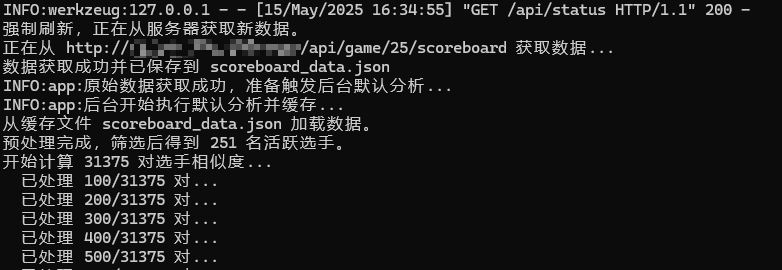 INFO:werkzeug:127.0.0.1 - - [15/May/2025 16:34:55] "GET /api/status HTTP/1.1" 200 -
强制刷新，正在从服务器获取新数据。
正在从 http:// /api/game/25/scoreboard 获取数据...
数据获取成功并已保存到 scoreboard_data.json
INFO:app:原始数据获取成功，准备触发后台默认分析...
INFO:app:后台开始执行默认分析并缓存...
从缓存文件 scoreboard_data.json 加载数据。
预处理完成，筛选后得到 251 名活跃选手。
开始计算 31375 对选手相似度...
已处理 100/31375 对...
已处理 200/31375 对...
已处理 300/31375 对...
已处理 400/31375 对...
已处理 500/31375 对...